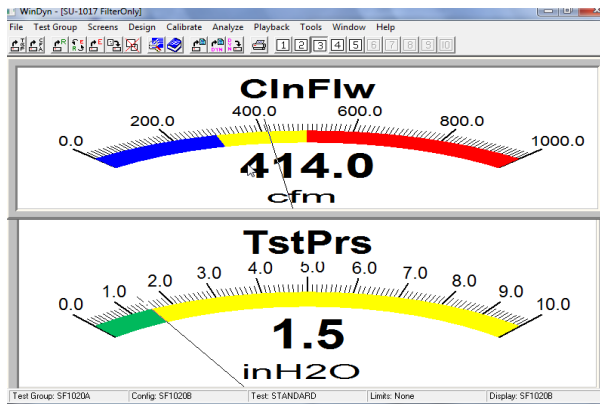 WinDyn - [SU-1017 FilterOnly]
File Test Group Screens Design Calibrate Analyze Playback Tools Window Help
1 2 3 4 5 6 7 8 9 10
ClnFlw
0.0 200.0 400.0 600.0 800.0 1000.0
414.0
cfm
TstPrs
0.0 1.0 2.0 3.0 4.0 5.0 6.0 7.0 8.0 9.0 10.0
1.5
inH2O
Test Group: SF1020A Config: SF1020B Test: STANDARD Limits: None Display: SF1020B